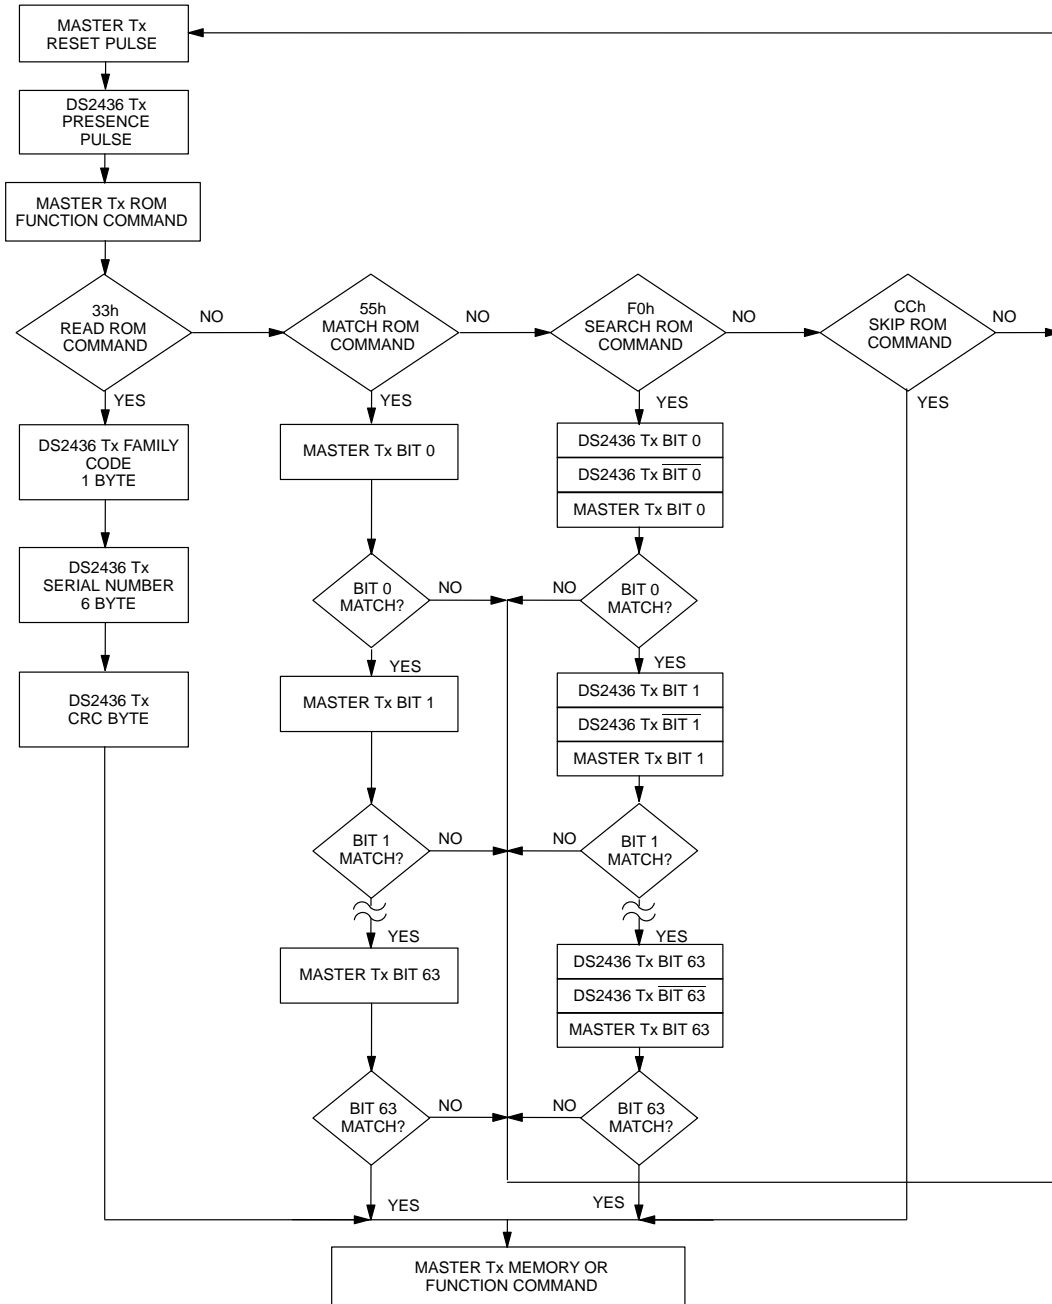 MASTER Tx
RESET PULSE
DS2436 Tx
PRESENCE
PULSE
MASTER Tx ROM
FUNCTION COMMAND
33h
READ ROM
COMMAND
NO
YES
55h
MATCH ROM
COMMAND
NO
YES
F0h
SEARCH ROM
COMMAND
NO
YES
CCh
SKIP ROM
COMMAND
NO
YES
DS2436 Tx FAMILY
CODE
1 BYTE
DS2436 Tx
SERIAL NUMBER
6 BYTE
DS2436 Tx
CRC BYTE
MASTER Tx BIT 0
BIT 0
MATCH?
NO
YES
MASTER Tx BIT 1
BIT 1
MATCH?
NO
YES
MASTER Tx BIT 63
BIT 63
MATCH?
NO
YES
DS2436 Tx BIT 0
DS2436 Tx B̅I̅T̅ ̅0̅
MASTER Tx BIT 0
BIT 0
MATCH?
NO
YES
DS2436 Tx BIT 1
DS2436 Tx B̅I̅T̅ ̅1̅
MASTER Tx BIT 1
BIT 1
MATCH?
NO
YES
DS2436 Tx BIT 63
DS2436 Tx B̅I̅T̅ ̅6̅3̅
MASTER Tx BIT 63
BIT 63
MATCH?
NO
YES
MASTER Tx MEMORY OR
FUNCTION COMMAND